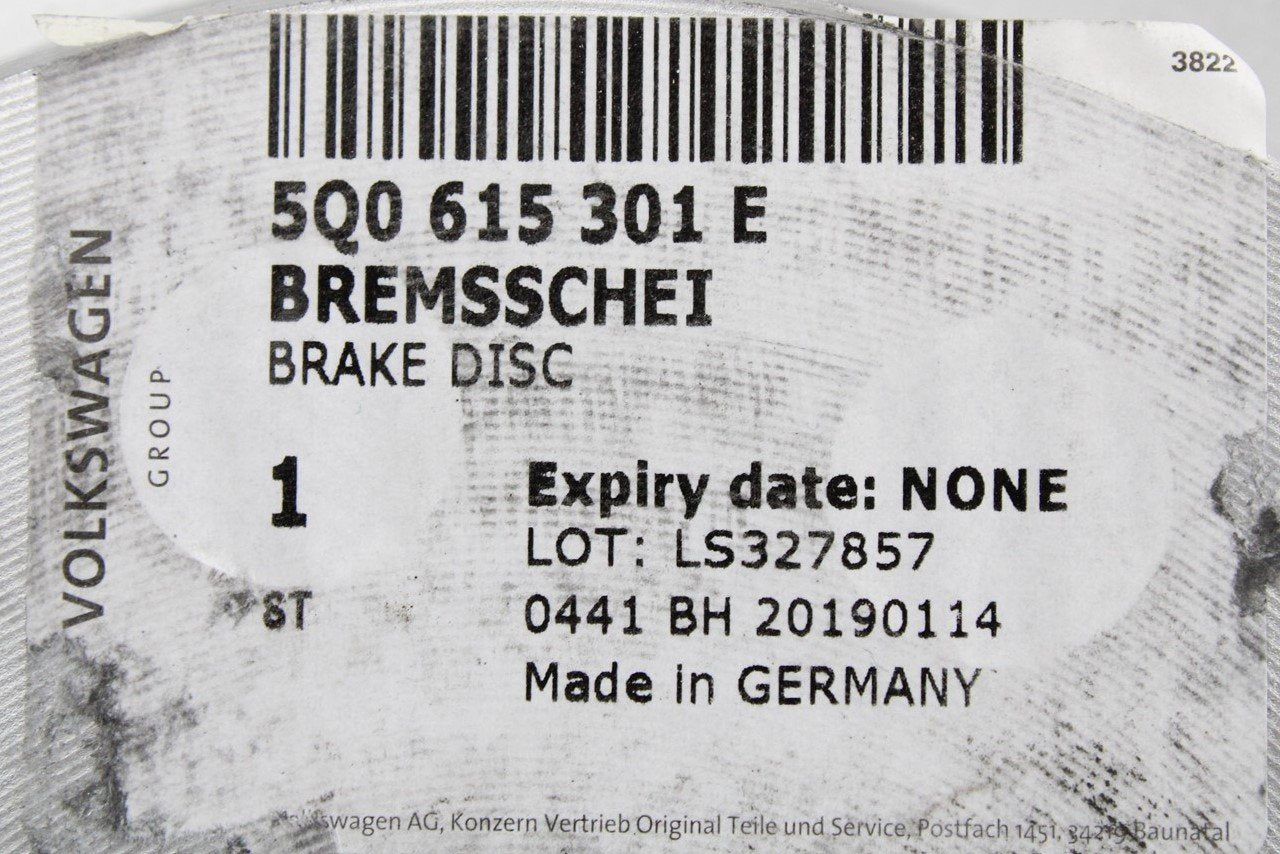 3822
5Q0 615 301 E
BREMSSCHEI
BRAKE DISC
VOLKSWAGEN
GROUP
1
ST
Expiry date: NONE
LOT: LS327857
0441 BH 20190114
Made in GERMANY
AG, Konzern Vertrieb Original Teile und Service, Postfach 1451, 34219 Baunatal